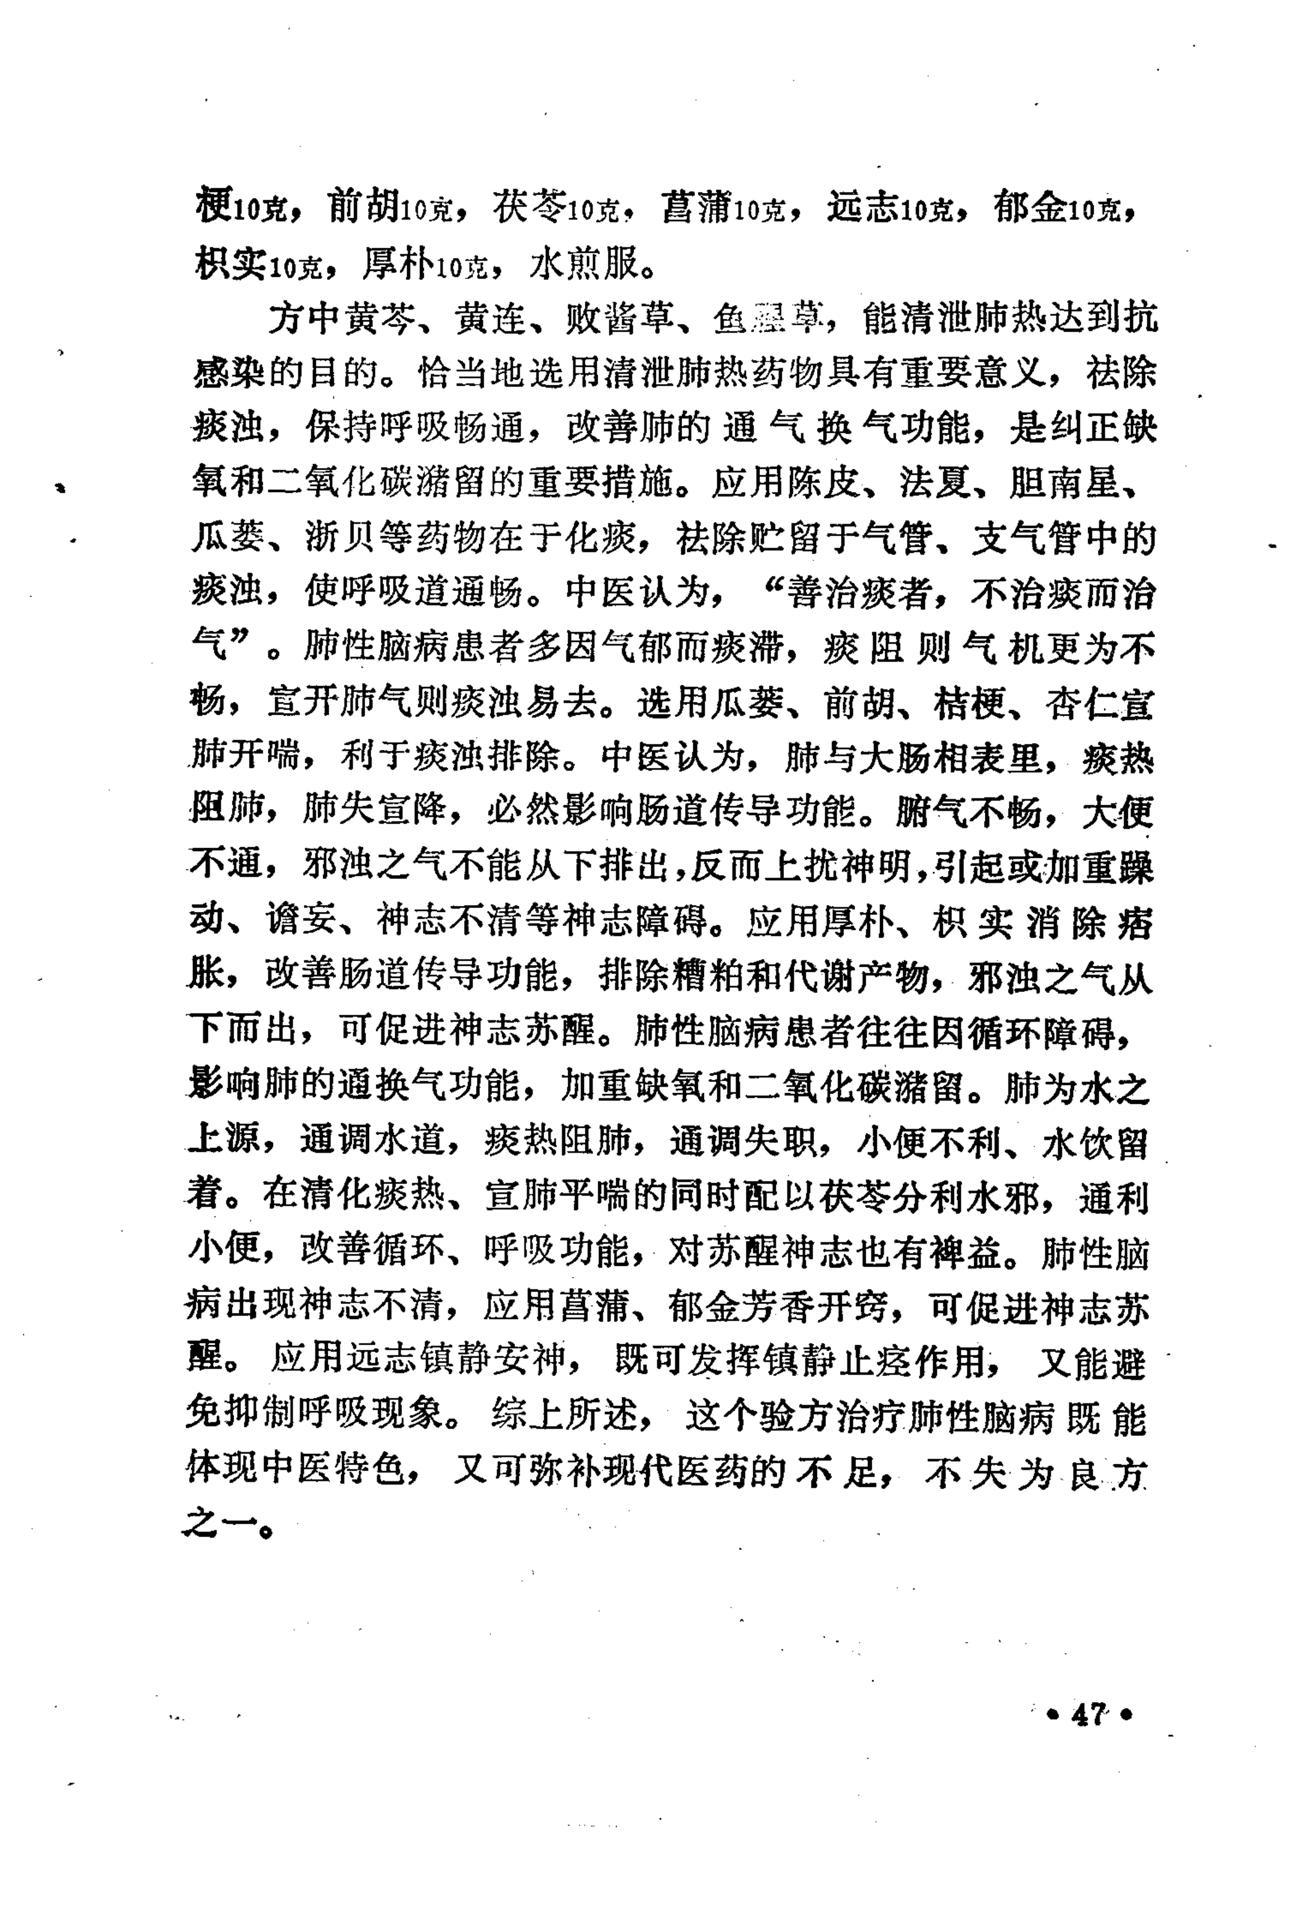 梗10克，前胡10克，茯苓10克，菖蒲10克，远志10克，郁金10克，
枳实10克，厚朴10克，水煎服。
方中黄芩、黄连、败酱草、鱼腥草，能清泄肺热达到抗
感染的目的。恰当地选用清泄肺热药物具有重要意义，祛除
痰浊，保持呼吸畅通，改善肺的通气换气功能，是纠正缺
氧和二氧化碳潴留的重要措施。应用陈皮、法夏、胆南星、
瓜蒌、浙贝等药物在于化痰，祛除贮留于气管、支气管中的
痰浊，使呼吸道通畅。中医认为，“善治痰者，不治痰而治
气”。肺性脑病患者多因气郁而痰滞，痰阻则气机更为不
畅，宣开肺气则痰浊易去。选用瓜蒌、前胡、桔梗、杏仁宣
肺开喘，利于痰浊排除。中医认为，肺与大肠相表里，痰热
阻肺，肺失宣降，必然影响肠道传导功能。腑气不畅，大便
不通，邪浊之气不能从下排出，反而上扰神明，引起或加重躁
动、谵妄、神志不清等神志障碍。应用厚朴、枳实消除痞
胀，改善肠道传导功能，排除糟粕和代谢产物，邪浊之气从
下而出，可促进神志苏醒。肺性脑病患者往往因循环障碍，
影响肺的通换气功能，加重缺氧和二氧化碳潴留。肺为水之
上源，通调水道，痰热阻肺，通调失职，小便不利、水饮留
着。在清化痰热、宣肺平喘的同时配以茯苓分利水邪，通利
小便，改善循环、呼吸功能，对苏醒神志也有裨益。肺性脑
病出现神志不清，应用菖蒲、郁金芳香开窍，可促进神志苏
醒。应用远志镇静安神，既可发挥镇静止痉作用，又能避
免抑制呼吸现象。综上所述，这个验方治疗肺性脑病既能
体现中医特色，又可弥补现代医药的不足，不失为良方
之一。
• 47 •